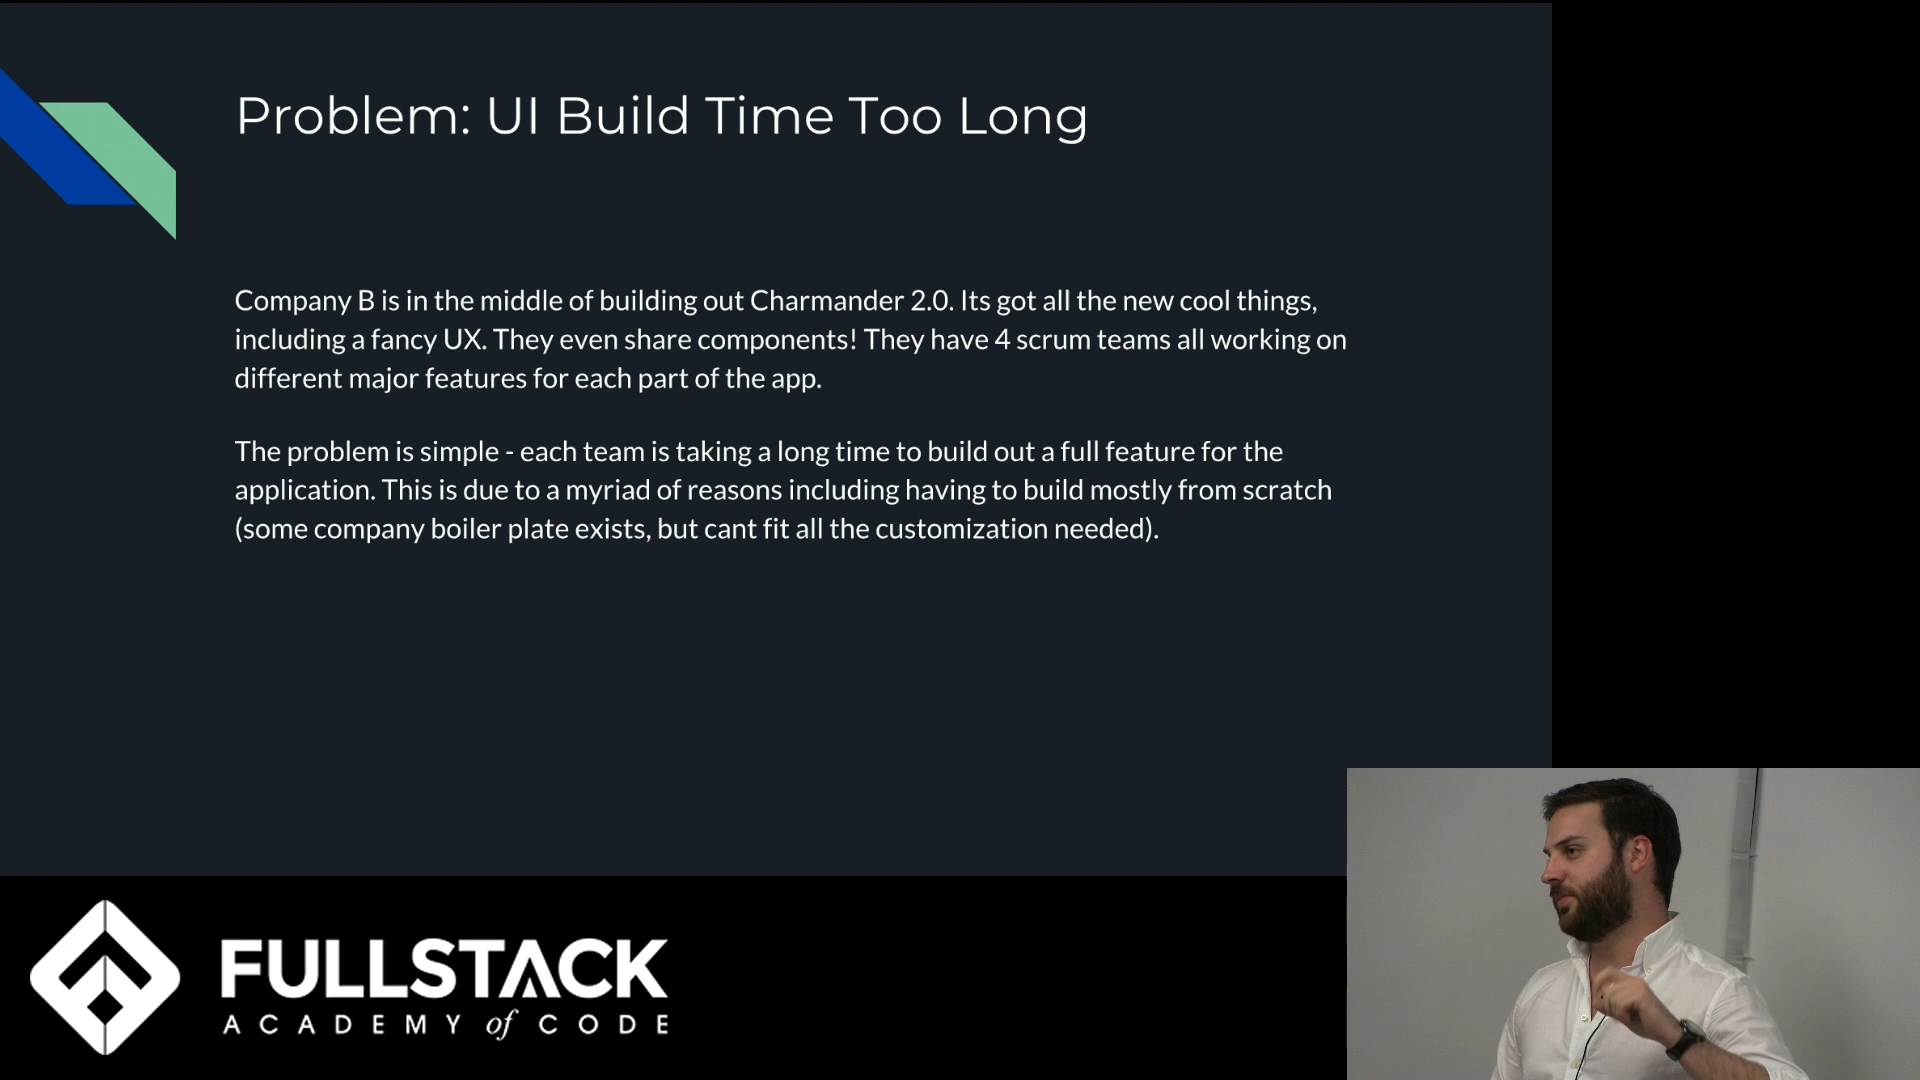 Problem: UI Build Time Too Long
Company B is in the middle of building out Charmander 2.0. Its got all the new cool things,
including a fancy UX. They even share components! They have 4 scrum teams all working on
different major features for each part of the app.
The problem is simple - each team is taking a long time to build out a full feature for the
application. This is due to a myriad of reasons including having to build mostly from scratch
(some company boiler plate exists, but cant fit all the customization needed).
FULLSTACK
ACADEMY of CODE